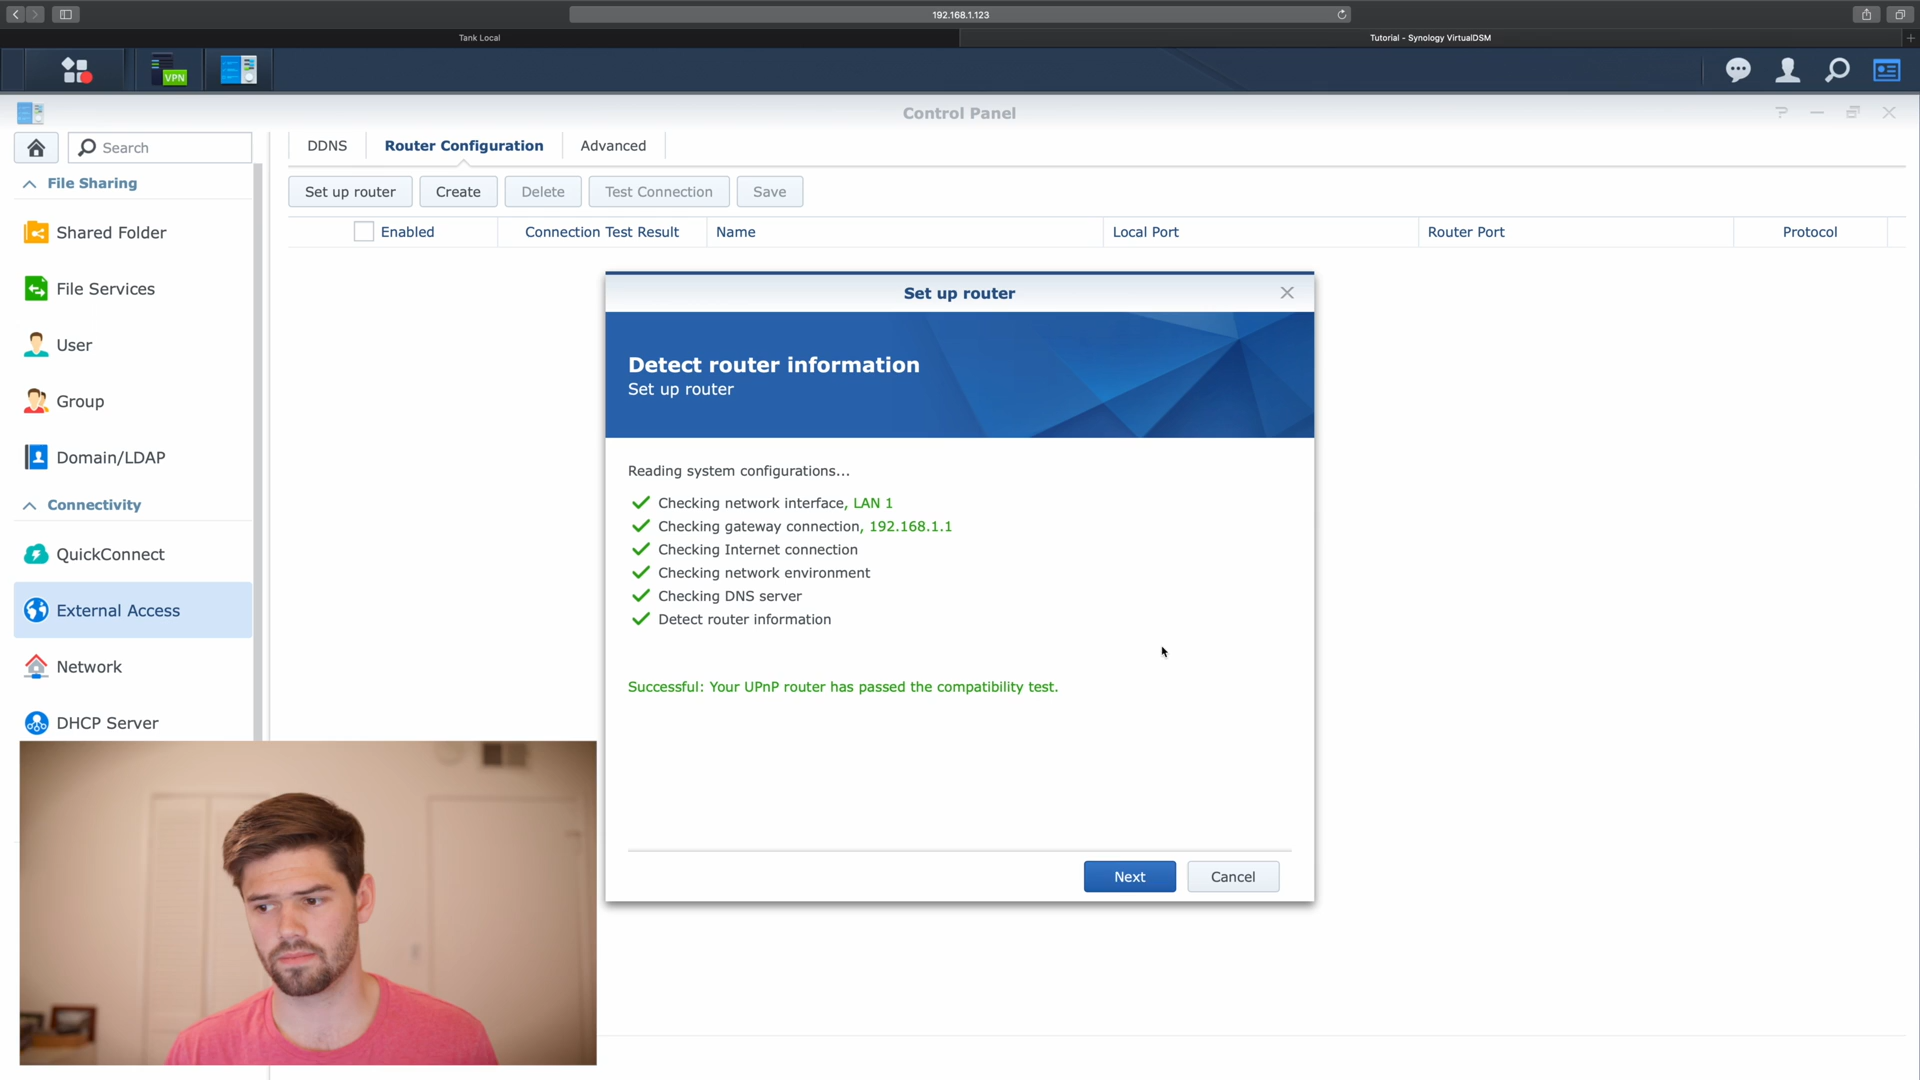 192.168.1.123
Tank Local
Tutorial - Synology VirtualDSM
VPN
Control Panel
Search
DDNS
Router Configuration
Advanced
File Sharing
Set up router
Create
Delete
Test Connection
Save
Shared Folder
Enabled
Connection Test Result
Name
Local Port
Router Port
Protocol
File Services
User
Group
Domain/LDAP
Connectivity
QuickConnect
External Access
Network
DHCP Server
Set up router
Detect router information
Set up router
Reading system configurations...
Checking network interface, LAN 1
Checking gateway connection, 192.168.1.1
Checking Internet connection
Checking network environment
Checking DNS server
Detect router information
Successful: Your UPnP router has passed the compatibility test.
Next
Cancel